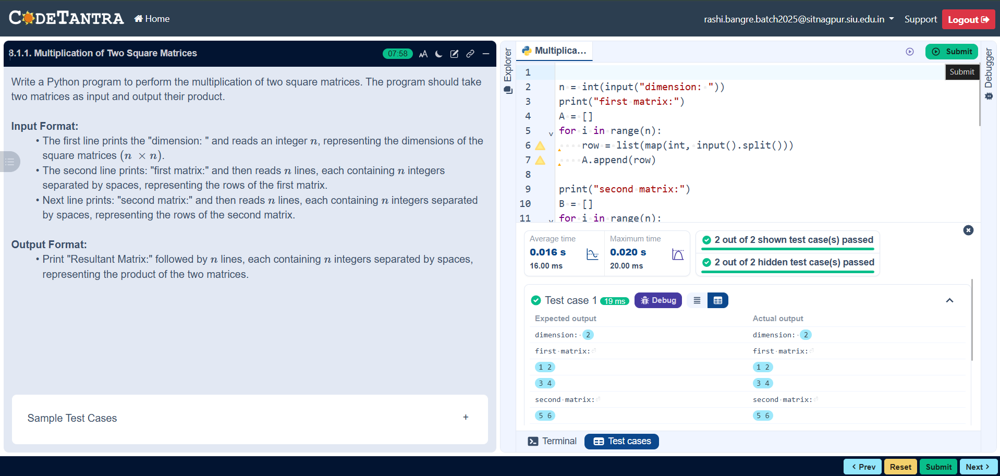 CODETANTRA
Home
rashi.bangre.batch2025@sitnagpur.siu.edu.in
Support
Logout
8.1.1. Multiplication of Two Square Matrices
07:58
AA
Write a Python program to perform the multiplication of two square matrices. The program should take
two matrices as input and output their product.
Input Format:
• The first line prints the "dimension: " and reads an integer n, representing the dimensions of the
square matrices (n × n).
• The second line prints: "first matrix:" and then reads n lines, each containing n integers
separated by spaces, representing the rows of the first matrix.
• Next line prints: "second matrix:" and then reads n lines, each containing n integers separated
by spaces, representing the rows of the second matrix.
Output Format:
• Print "Resultant Matrix:" followed by n lines, each containing n integers separated by spaces,
representing the product of the two matrices.
Sample Test Cases
+
Explorer
Multiplica...
Submit
Submit
Debugger
1
2 n = int(input("dimension: "))
3 print("first matrix:")
4 A = []
5 for i in range(n):
6 row = list(map(int, input().split()))
7 A.append(row)
8
9 print("second matrix:")
10 B = []
11 for i in range(n):
Average time
0.016 s
16.00 ms
Maximum time
0.020 s
20.00 ms
2 out of 2 shown test case(s) passed
2 out of 2 hidden test case(s) passed
Test case 1 19 ms Debug
Expected output Actual output
dimension: 2 dimension: 2
first matrix: first matrix:
1 2 1 2
3 4 3 4
second matrix: second matrix:
5 6 5 6
Terminal
Test cases
< Prev
Reset
Submit
Next >